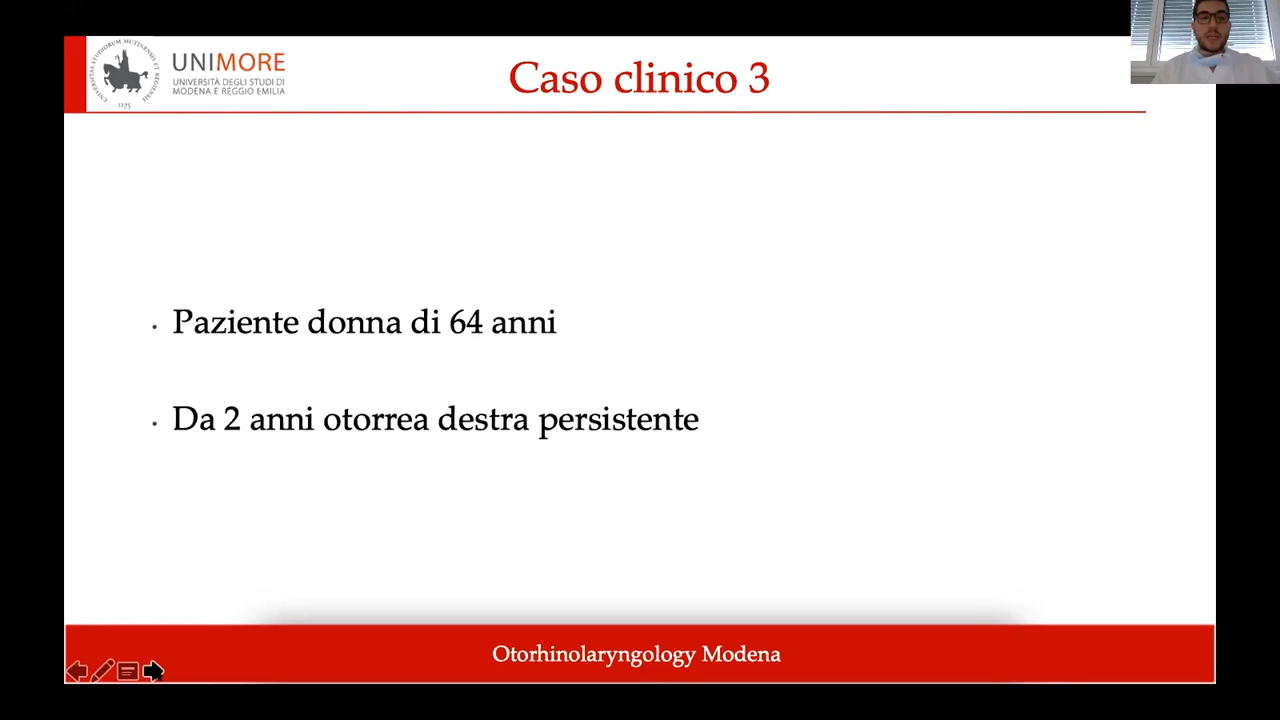 Caso clinico 3
UNIMORE
UNIVERSITÀ DEGLI STUDI DI
MODENA E REGGIO EMILIA
1175
Paziente donna di 64 anni
Da 2 anni otorrea destra persistente
Otorhinolaryngology Modena